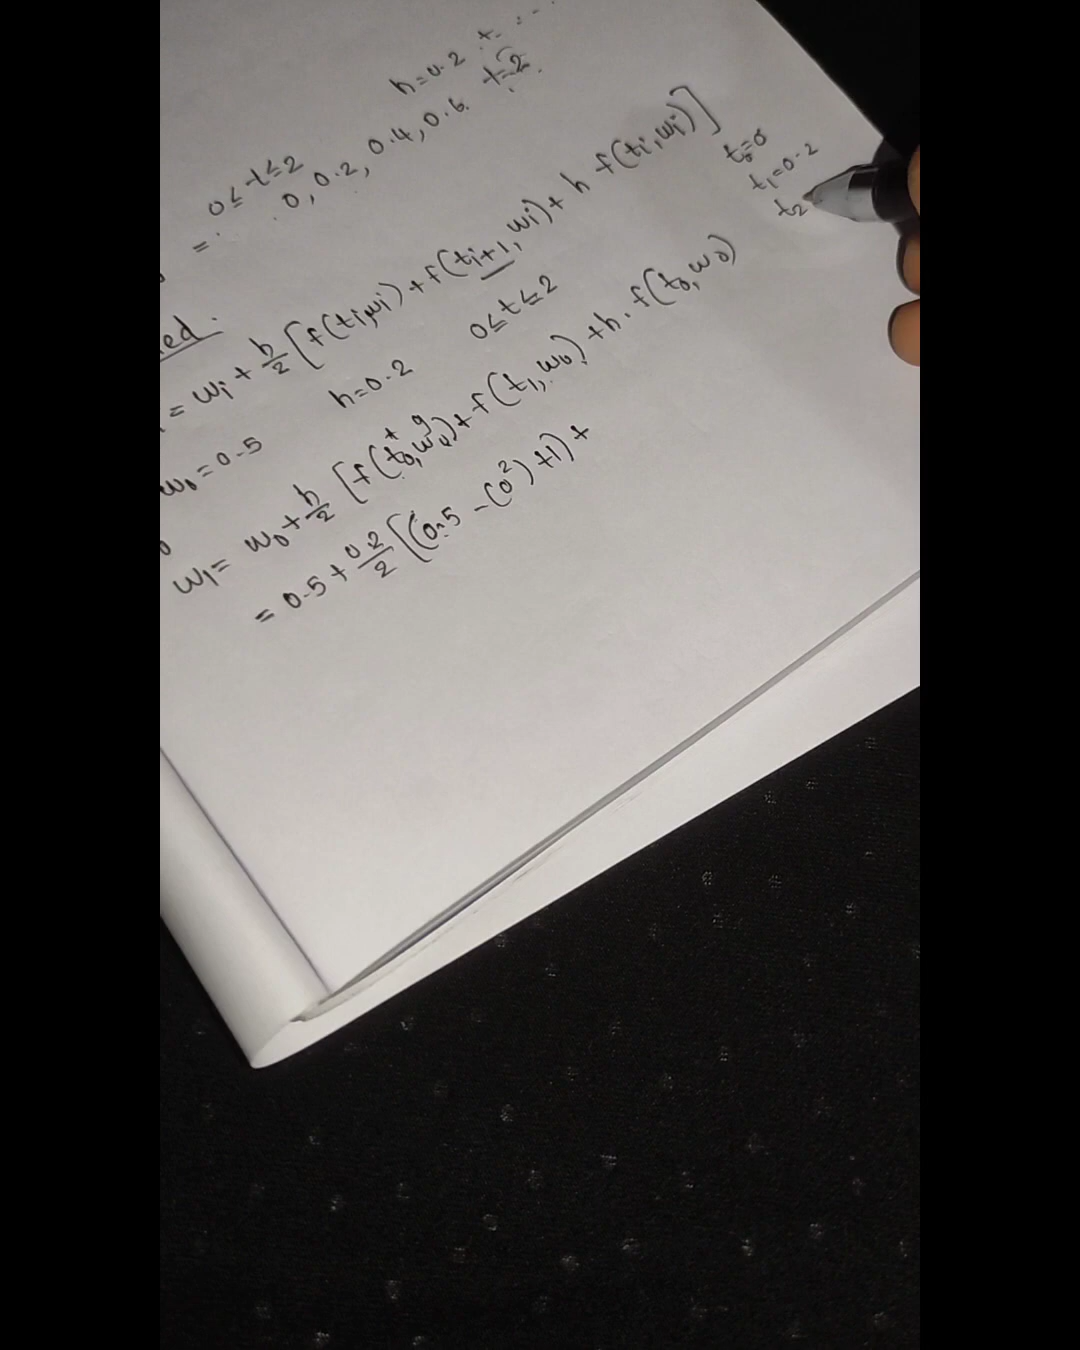 h=0.2 t- ....
0≤t≤2
= 0, 0.2, 0.4, 0.6. t=2
= wi + h/2 [f(ti,wi) + f(ti+1, wi) + h f(ti,wi)]
t0=0
t1=0.2
t2
w0 = 0.5 h=0.2 0≤t≤2
t y
w1 = w0 + h/2 [f(t0,w0) + f(t1, w0) + h. f(t0, w0)
= 0.5 + 0.2/2 [(0.5 - (0²) + 1) +